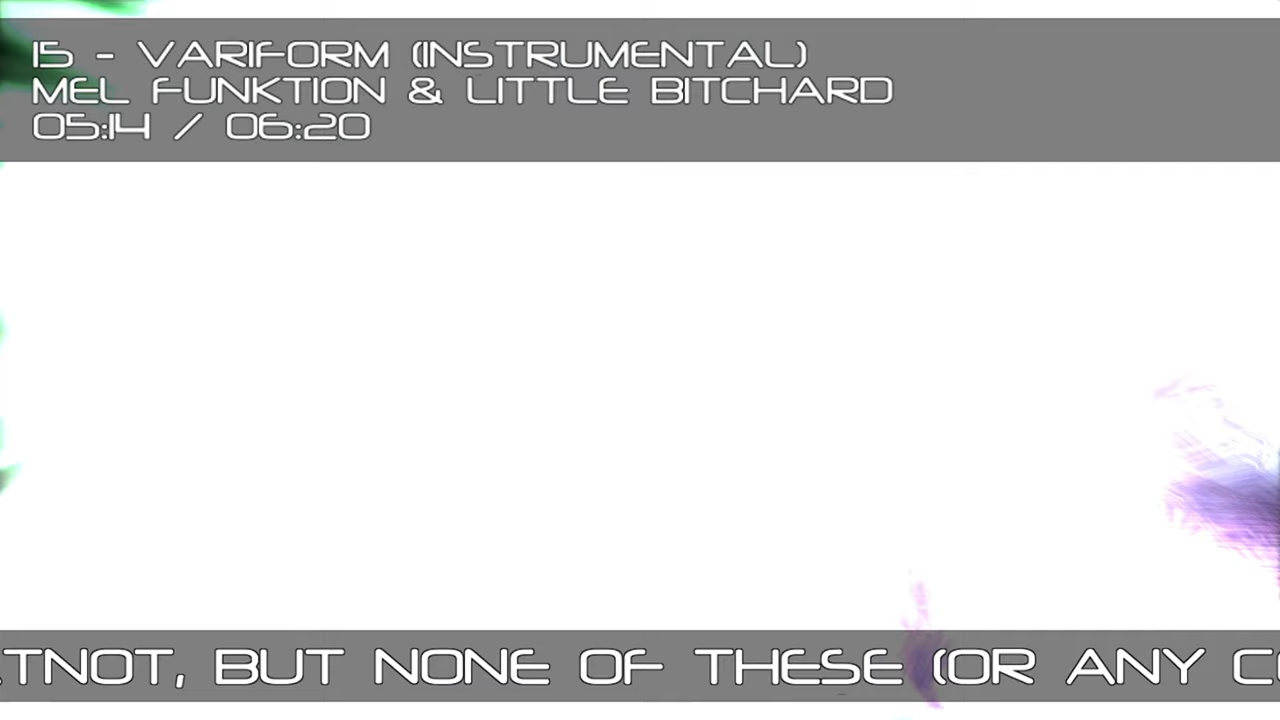 15 - VARIFORM (INSTRUMENTAL)
MEL FUNKTION & LITTLE BITCHARD
05:14 / 06:20
TNOT, BUT NONE OF THESE (OR ANY